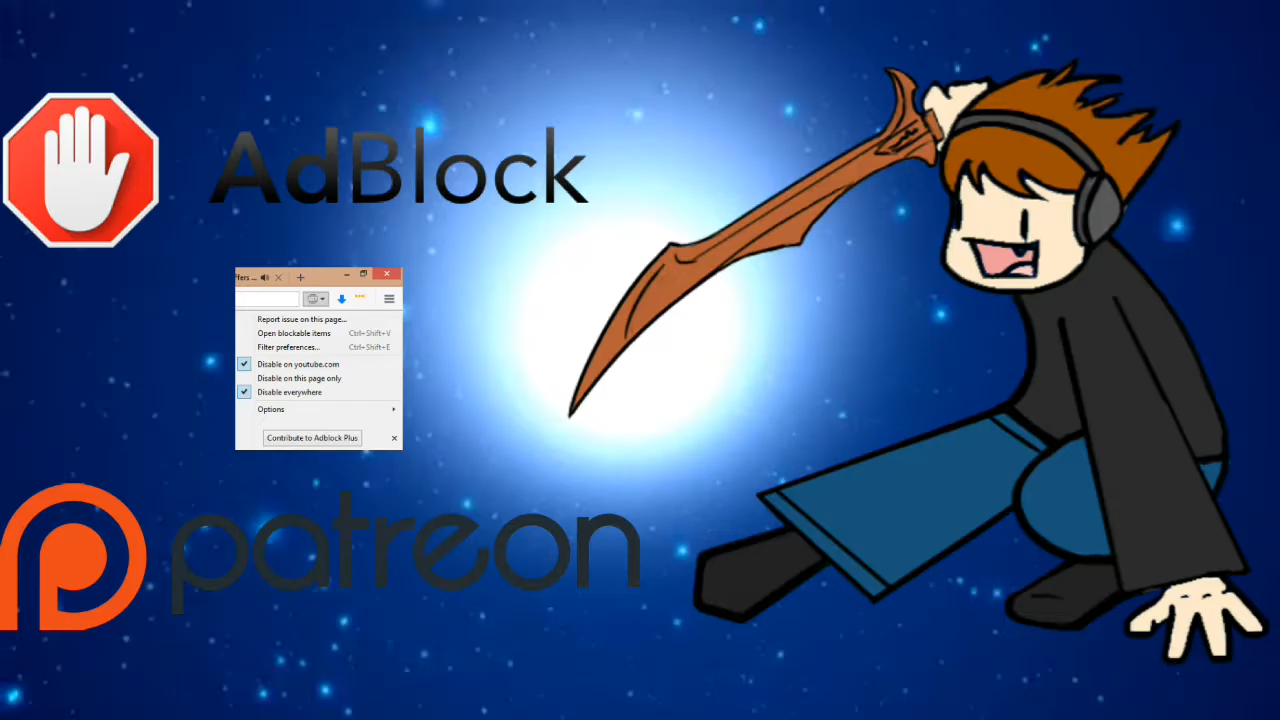 AdBlock
ffers ...
Report issue on this page...
Open blockable items Ctrl+Shift+V
Filter preferences... Ctrl+Shift+E
Disable on youtube.com
Disable on this page only
Disable everywhere
Options
Contribute to Adblock Plus
patreon